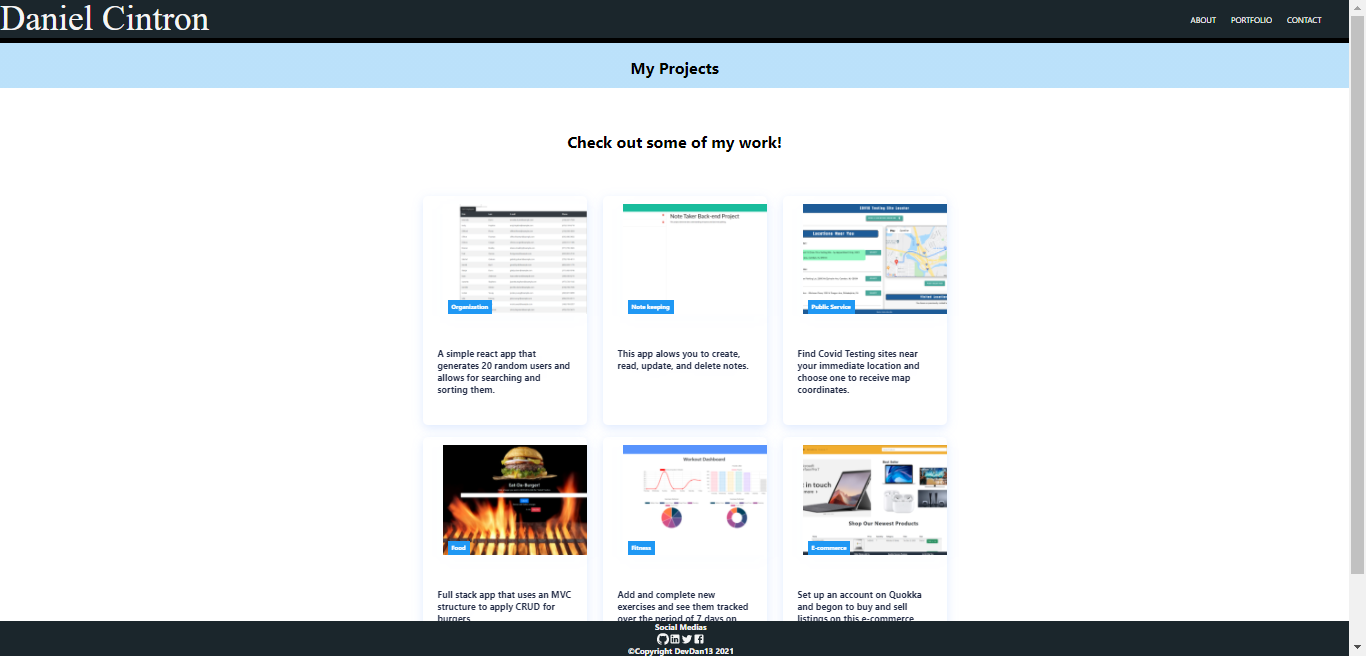 Daniel Cintron
ABOUT PORTFOLIO CONTACT
My Projects
Check out some of my work!
Organization
Note Taker Back-end Project
Note keeping
COVID Testing Site Locator
Locations Near You
Public Service
A simple react app that
generates 20 random users and
allows for searching and
sorting them.
This app allows you to create,
read, update, and delete notes.
Find Covid Testing sites near
your immediate location and
choose one to receive map
coordinates.
Eat-Da-Burger!
Food
Workout Dashboard
Fitness
Best Seller
in touch
Shop Our Newest Products
E-commerce
Full stack app that uses an MVC
structure to apply CRUD for
burgers
Add and complete new
exercises and see them tracked
over the period of 7 days on
Set up an account on Quokka
and begon to buy and sell
listings on this e-commerce
Social Medias
©Copyright DevDan13 2021